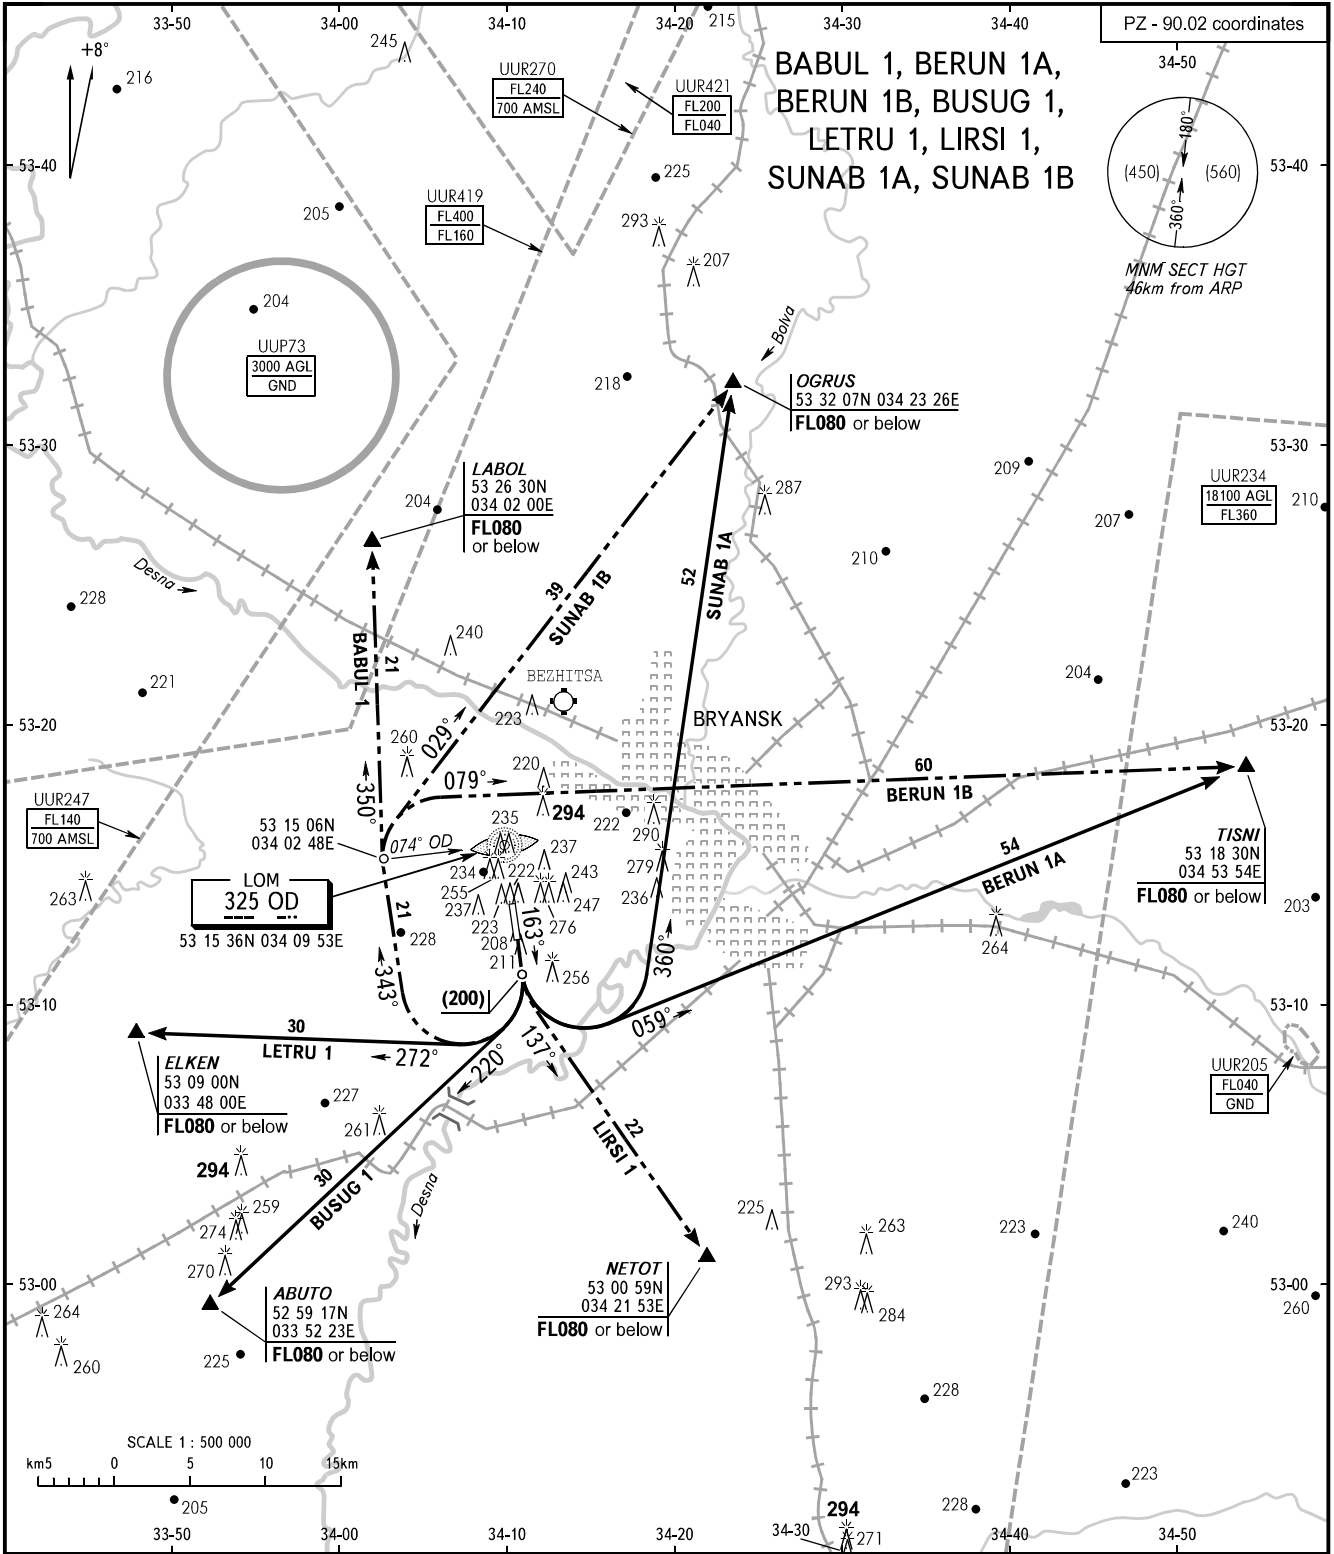 33-50
34-00
34-10
34-20
34-30
34-40
PZ - 90.02 coordinates
34-50
+8°
216
245
215
BABUL 1, BERUN 1A,
BERUN 1B, BUSUG 1,
LETRU 1, LIRSI 1,
SUNAB 1A, SUNAB 1B
UUR270
FL240
700 AMSL
UUR421
FL200
FL040
180°
(450)
(560)
360°
MNM SECT HGT
46km from ARP
53-40
53-40
225
205
UUR419
FL400
FL160
293
207
204
UUP73
3000 AGL
GND
Bolva
218
OGRUS
53 32 07N 034 23 26E
FL080 or below
53-30
53-30
LABOL
53 26 30N
034 02 00E
FL080
or below
204
287
209
207
210
UUR234
18100 AGL
FL360
210
Desna
228
39
SUNAB 1B
52
SUNAB 1A
BABUL 1
21
240
BEZHITSA
223
221
204
BRYANSK
53-20
53-20
029°
260
220
079°
60
BERUN 1B
350°
294
UUR247
FL140
700 AMSL
53 15 06N
034 02 48E
074° OD
235
222
290
TISNI
53 18 30N
034 53 54E
FL080 or below
54
BERUN 1A
LOM
325 OD
53 15 36N 034 09 53E
234
222
237
279
255
243
236
237
223
247
276
263
203
264
21
228
163°
208
211
256
360°
343°
(200)
53-10
53-10
059°
30
LETRU 1
272°
220°
137°
ELKEN
53 09 00N
033 48 00E
FL080 or below
UUR205
FL040
GND
227
261
22
LIRSI 1
294
30
BUSUG 1
Desna
259
274
225
263
223
240
270
53-00
53-00
NETOT
53 00 59N
034 21 53E
FL080 or below
293
284
260
ABUTO
52 59 17N
033 52 23E
FL080 or below
264
260
225
228
SCALE 1 : 500 000
km5 0 5 10 15km
205
223
228
294
271
33-50
34-00
34-10
34-20
34-30
34-40
34-50